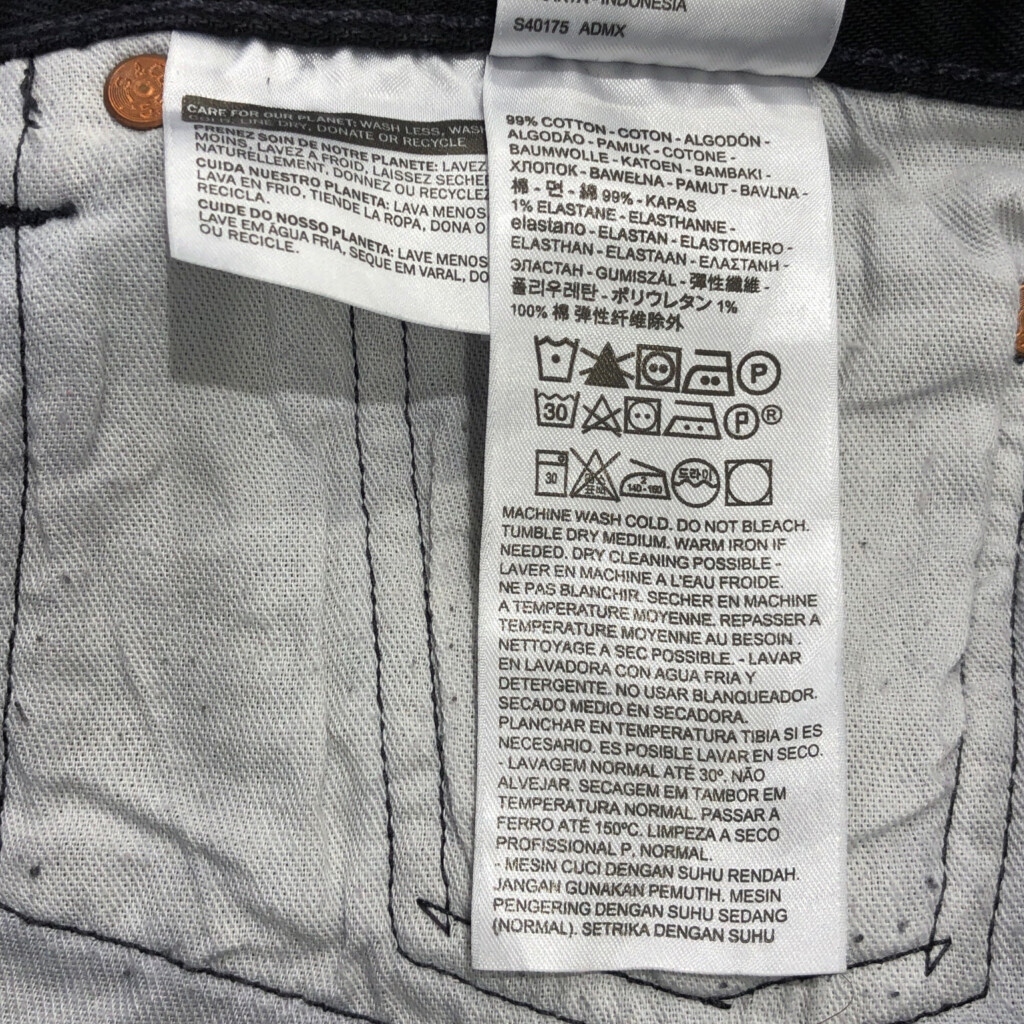 INDONESIA
S40175 ADMX
CARE FOR OUR PLANET: WASH LESS, WASH
COLD, LINE DRY, DONATE OR RECYCLE
PRENEZ SOIN DE NOTRE PLANETE: LAVEZ
MOINS, LAVEZ A FROID, LAISSEZ SECHER
NATURELLEMENT, DONNEZ OU RECYCLEZ
CUIDA NUESTRO PLANETA: LAVA MENOS
LAVA EN FRIO, TIENDE LA ROPA, DONA O
RECICLA.
CUIDE DO NOSSO PLANETA: LAVE MENOS
LAVE EM ÁGUA FRIA, SEQUE EM VARAL, DO
OU RECICLE.
99% COTTON - COTON - ALGODÓN -
ALGODÃO - PAMUK - COTONE -
BAUMWOLLE - KATOEN - BAMBAKI -
ХЛОПОК - BAWEŁNA - PAMUT - BAVLNA -
棉 - 면 - 綿 99% - KAPAS
1% ELASTANE - ELASTHANNE -
elastano - ELASTAN - ELASTOMERO -
ELASTHAN - ELASTAAN - ΕΛΑΣΤΑΝΗ -
ЭЛАСТАН - GUMISZÁL - 彈性纖維 -
폴리우레탄 - ポリウレタン 1%
100% 棉 弹性纤维除外
P
30 P ®
30 140-160 드라이
MACHINE WASH COLD. DO NOT BLEACH.
TUMBLE DRY MEDIUM. WARM IRON IF
NEEDED. DRY CLEANING POSSIBLE -
LAVER EN MACHINE A L'EAU FROIDE.
NE PAS BLANCHIR. SECHER EN MACHINE
A TEMPERATURE MOYENNE. REPASSER A
TEMPERATURE MOYENNE AU BESOIN.
NETTOYAGE A SEC POSSIBLE. - LAVAR
EN LAVADORA CON AGUA FRIA Y
DETERGENTE. NO USAR BLANQUEADOR.
SECADO MEDIO EN SECADORA.
PLANCHAR EN TEMPERATURA TIBIA SI ES
NECESARIO. ES POSIBLE LAVAR EN SECO.
- LAVAGEM NORMAL ATÉ 30º. NÃO
ALVEJAR. SECAGEM EM TAMBOR EM
TEMPERATURA NORMAL. PASSAR A
FERRO ATÉ 150ºC. LIMPEZA A SECO
PROFISSIONAL P, NORMAL.
- MESIN CUCI DENGAN SUHU RENDAH.
JANGAN GUNAKAN PEMUTIH. MESIN
PENGERING DENGAN SUHU SEDANG
(NORMAL). SETRIKA DENGAN SUHU